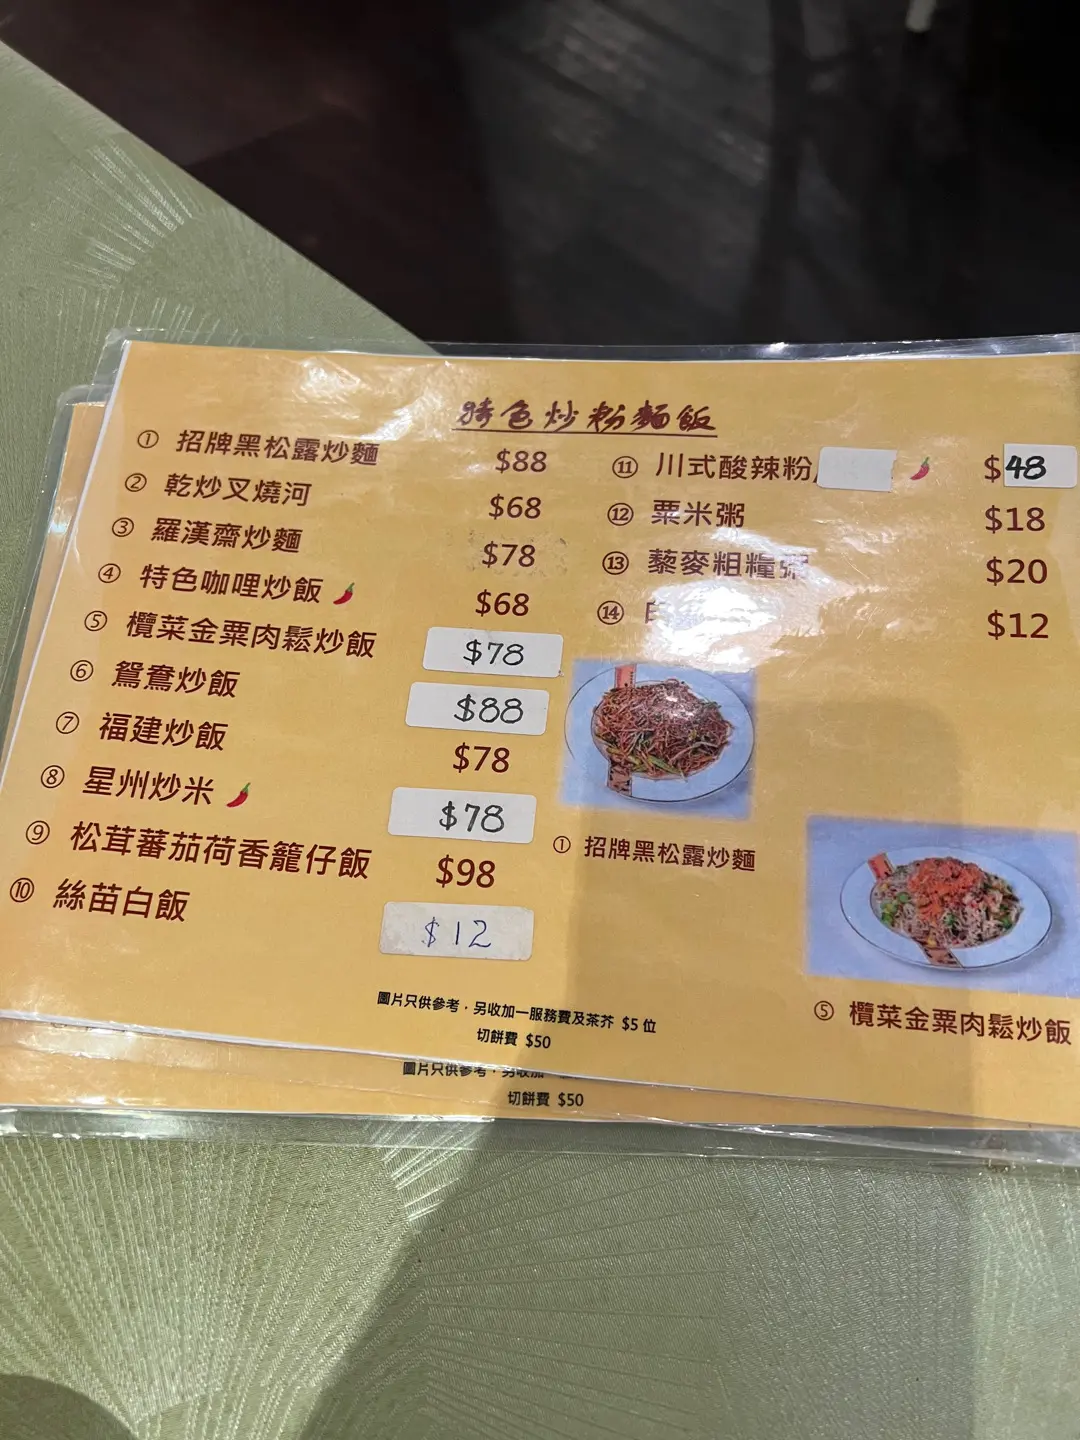 特色炒粉麵飯
① 招牌黑松露炒麵 $88
② 乾炒叉燒河 $68
③ 羅漢齋炒麵 $78
④ 特色咖哩炒飯 $68
⑤ 欖菜金粟肉鬆炒飯 $78
⑥ 鴛鴦炒飯 $88
⑦ 福建炒飯 $78
⑧ 星州炒米 $78
⑨ 松茸蕃茄荷香籠仔飯 $98
⑩ 絲苗白飯 $12
⑪ 川式酸辣粉 $48
⑫ 粟米粥 $18
⑬ 藜麥粗糧粥 $20
⑭ $12
① 招牌黑松露炒麵
⑤ 欖菜金粟肉鬆炒飯
圖片只供參考・另收加一服務費及茶芥 $5 位
切餅費 $50
圖片只供參考・另收加一
切餅費 $50